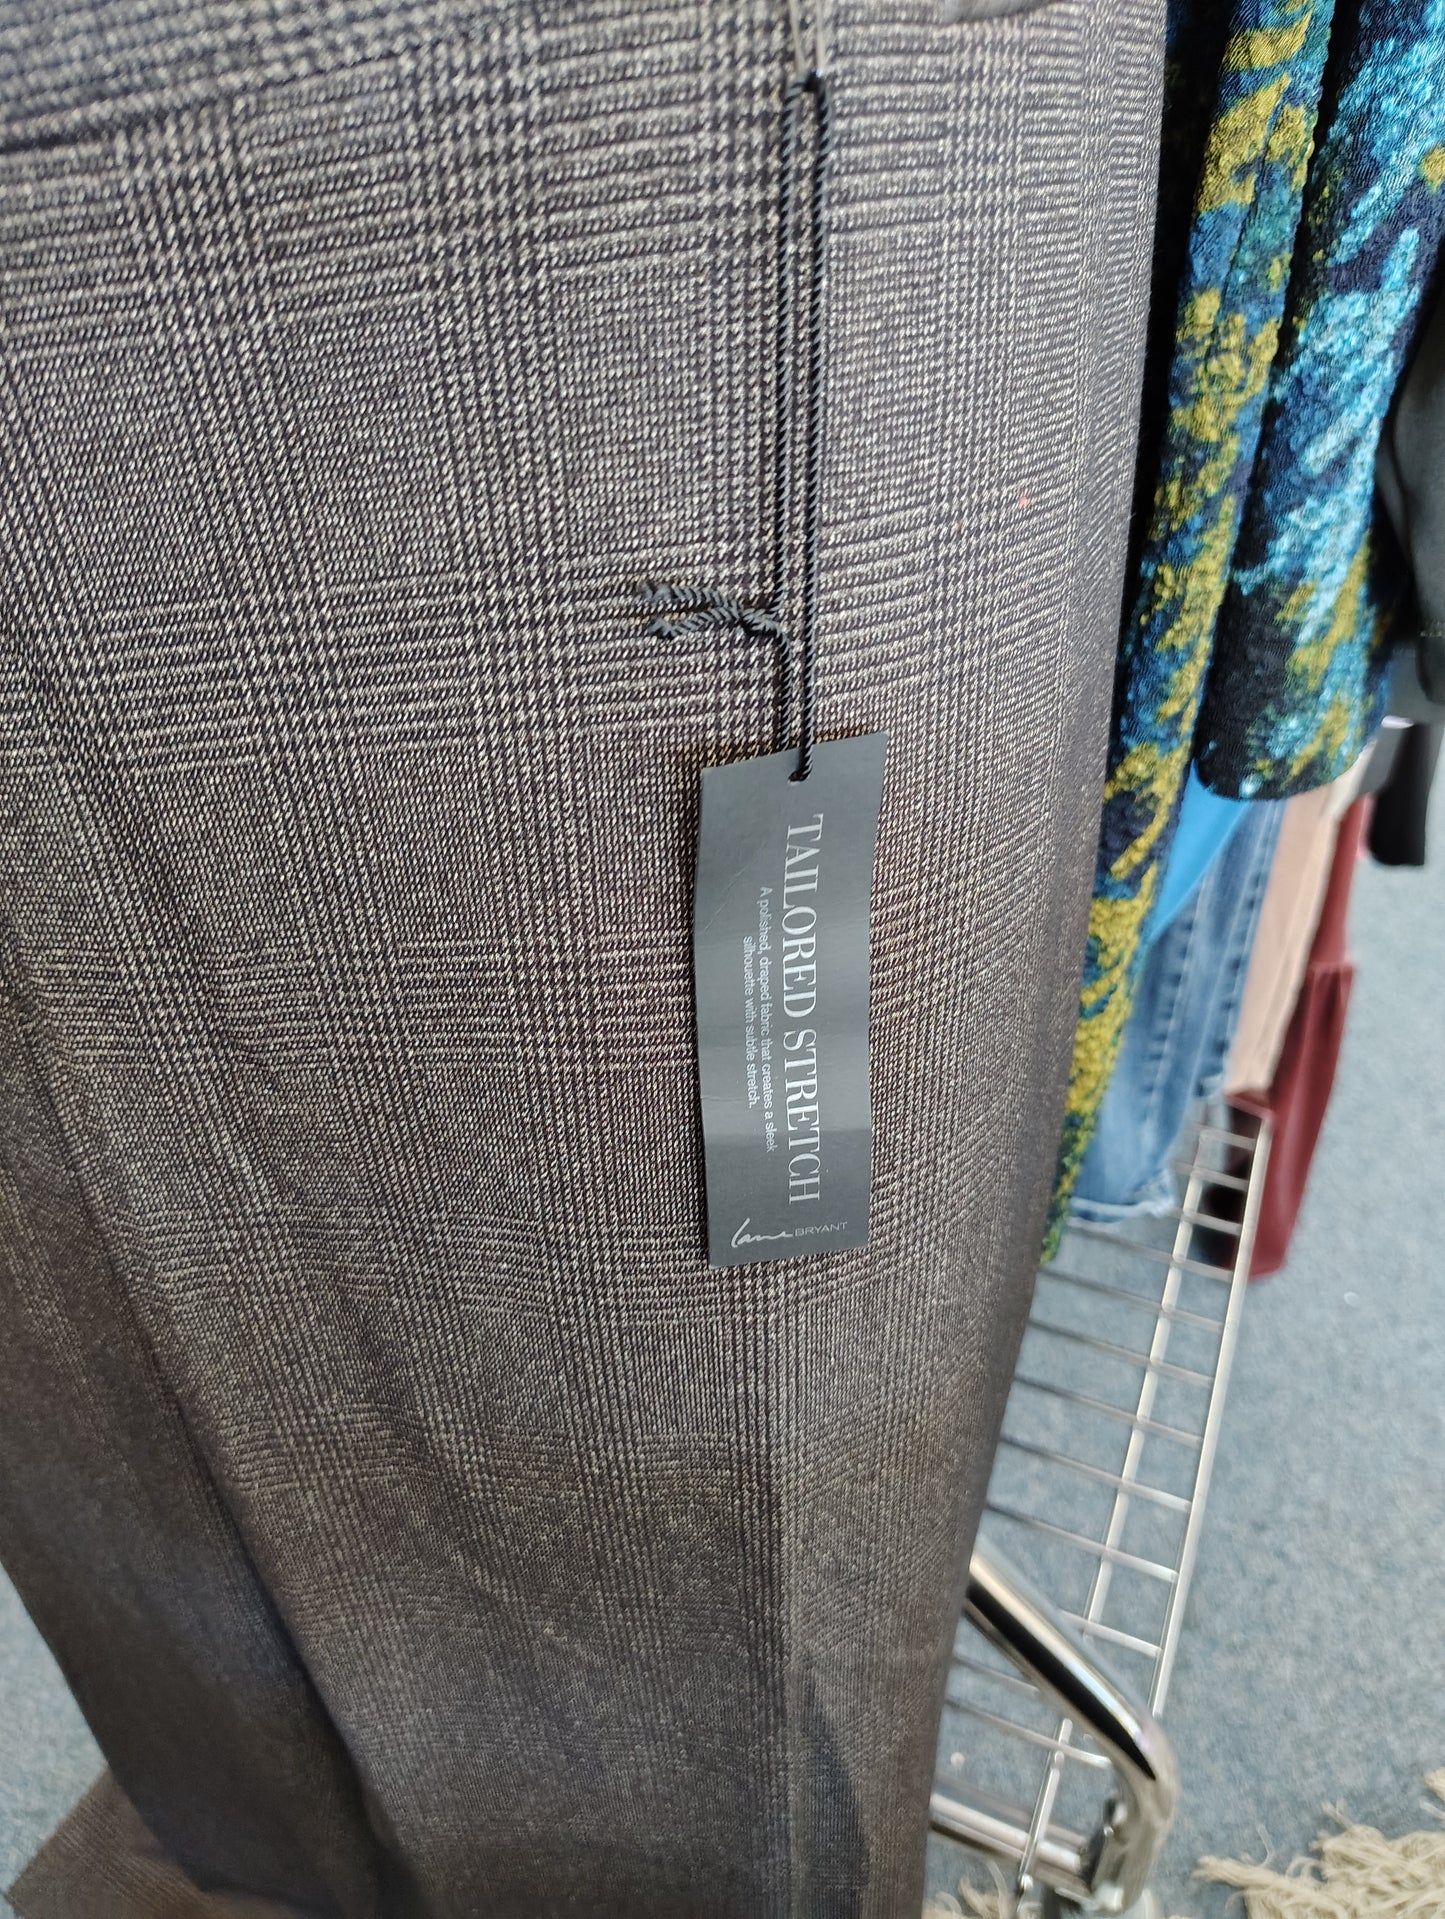 TAILORED STRETCH
A polished, draped fabric that creates a sleek
silhouette with subtle stretch.
Lane BRYANT